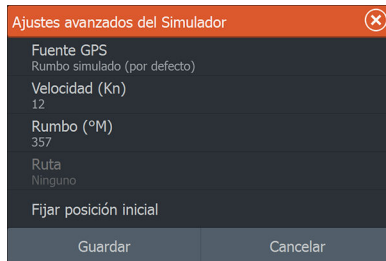 Ajustes avanzados del Simulador
Fuente GPS
Rumbo simulado (por defecto)
Velocidad (Kn)
12
Rumbo (°M)
357
Ruta
Ninguno
Fijar posición inicial
Guardar Cancelar